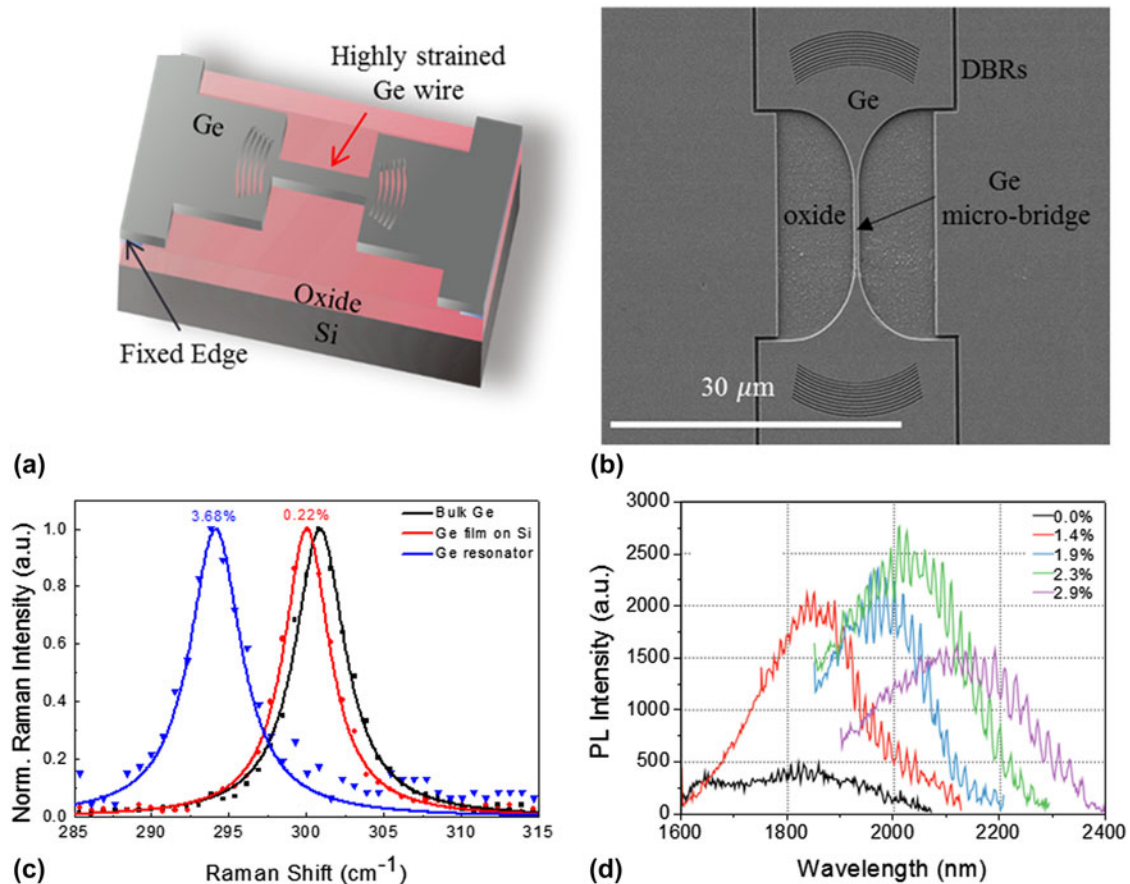 Highly strained
Ge wire
Ge
Oxide
Si
Fixed Edge
(a)
DBRs
Ge
Ge
oxide
micro-bridge
30 μm
(b)
3.68%
0.22%
Bulk Ge
Ge film on Si
Ge resonator
Norm. Raman Intensity (a.u.)
1.0
0.8
0.6
0.4
0.2
0.0
285
290
295
300
305
310
315
Raman Shift (cm⁻¹)
(c)
PL Intensity (a.u.)
3000
2500
2000
1500
1000
500
0
0.0%
1.4%
1.9%
2.3%
2.9%
1600
1800
2000
2200
2400
Wavelength (nm)
(d)